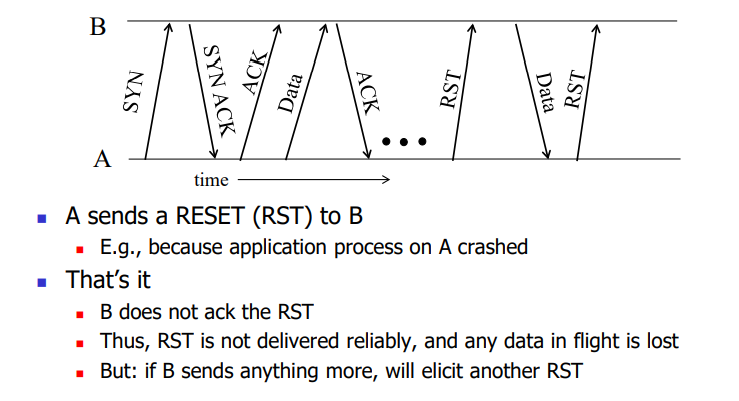 B
SYN
SYN ACK
ACK
Data
ACK
RST
Data
RST
A
time
A sends a RESET (RST) to B
E.g., because application process on A crashed
That's it
B does not ack the RST
Thus, RST is not delivered reliably, and any data in flight is lost
But: if B sends anything more, will elicit another RST